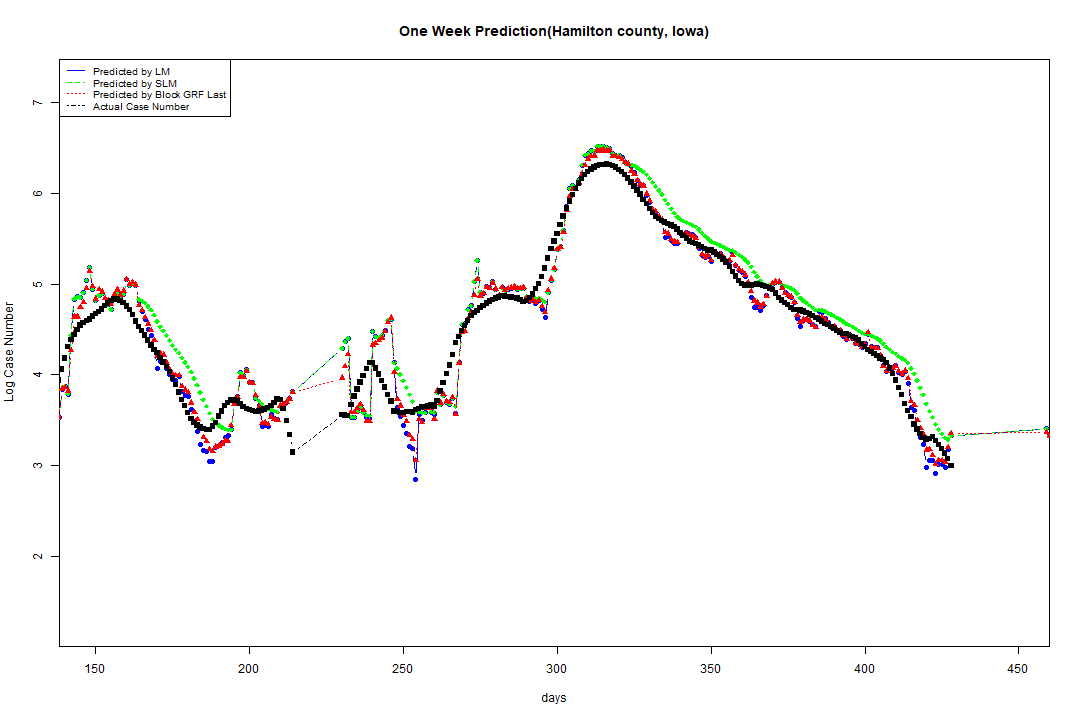 One Week Prediction(Hamilton county, Iowa)
Predicted by LM
Predicted by SLM
Predicted by Block GRF Last
Actual Case Number
7
6
5
4
3
2
Log Case Number
150 200 250 300 350 400 450
days